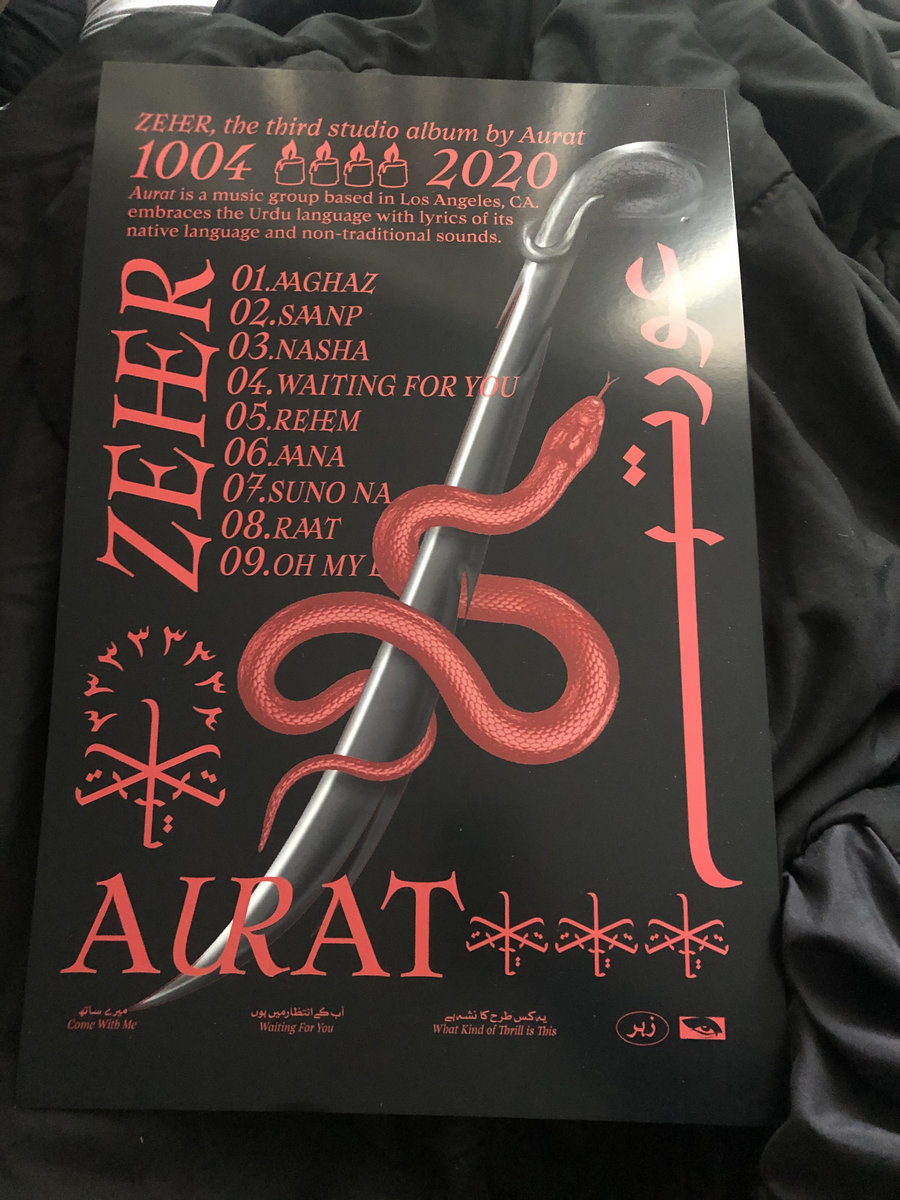 ZEHER, the third studio album by Aurat
1004 2020
Aurat is a music group based in Los Angeles, CA.
embraces the Urdu language with lyrics of its
native language and non-traditional sounds.
ZEHER
01.AAGHAZ
02.SAANP
03.NASHA
04.WAITING FOR YOU
05.REHEM
06.AANA
07.SUNO NA
08.RAAT
09.OH MY
عورت
AURAT
میرے ساتھ
Come With Me
آپ کے انتظار میں ہوں
Waiting For You
یہ کس طرح کا نشہ ہے
What Kind of Thrill is This
زہر